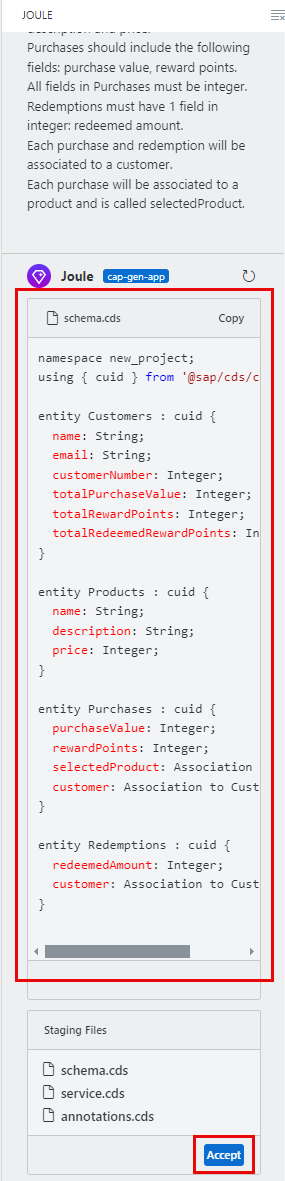 JOULE
description and price.
Purchases should include the following
fields: purchase value, reward points.
All fields in Purchases must be integer.
Redemptions must have 1 field in
integer: redeemed amount.
Each purchase and redemption will be
associated to a customer.
Each purchase will be associated to a
product and is called selectedProduct.
Joule cap-gen-app
schema.cds Copy
namespace new_project;
using { cuid } from '@sap/cds/c
entity Customers : cuid {
name: String;
email: String;
customerNumber: Integer;
totalPurchaseValue: Integer;
totalRewardPoints: Integer;
totalRedeemedRewardPoints: In
}
entity Products : cuid {
name: String;
description: String;
price: Integer;
}
entity Purchases : cuid {
purchaseValue: Integer;
rewardPoints: Integer;
selectedProduct: Association
customer: Association to Cust
}
entity Redemptions : cuid {
redeemedAmount: Integer;
customer: Association to Cust
}
Staging Files
schema.cds
service.cds
annotations.cds
Accept